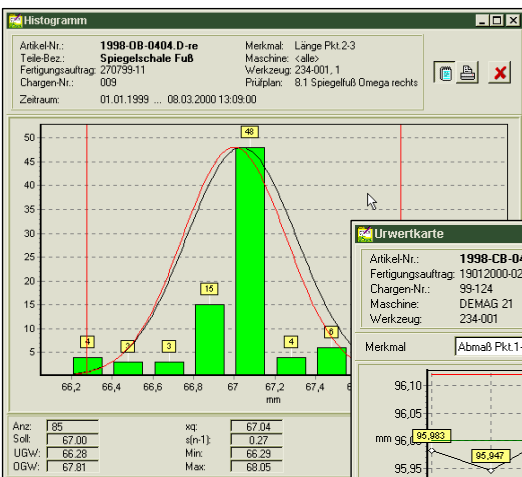 Histogramm
Artikel-Nr.: 1998-OB-0404.D-re Merkmal: Länge Pkt.2-3
Teile-Bez.: Spiegelschale Fuß Maschine: <alle>
Fertigungsauftrag: 270799-11 Werkzeug: 234-001, 1
Chargen-Nr.: 009 Prüfplan: 8.1 Spiegelfuß Omega rechts
Zeitraum: 01.01.1999 ... 08.03.2000 13:09:00
50
45
40
35
30
25
20
15
10
5
4
3
3
15
48
4
6
66,2 66,4 66,6 66,8 67 67,2 67,4 6
mm
Anz: 85 xq: 67.04
Soll: 67.00 s(n-1): 0.27
UGW: 66.28 Min: 66.29
OGW: 67.81 Max: 68.05
Urwertkarte
Artikel-Nr.: 1998-CB-04
Fertigungsauftrag: 19012000-02
Chargen-Nr.: 99-124
Maschine: DEMAG 21
Werkzeug: 234-001
Merkmal Abmaß Pkt.1-
96,10
96,05
mm 96,0
95,983
95,947
95,95